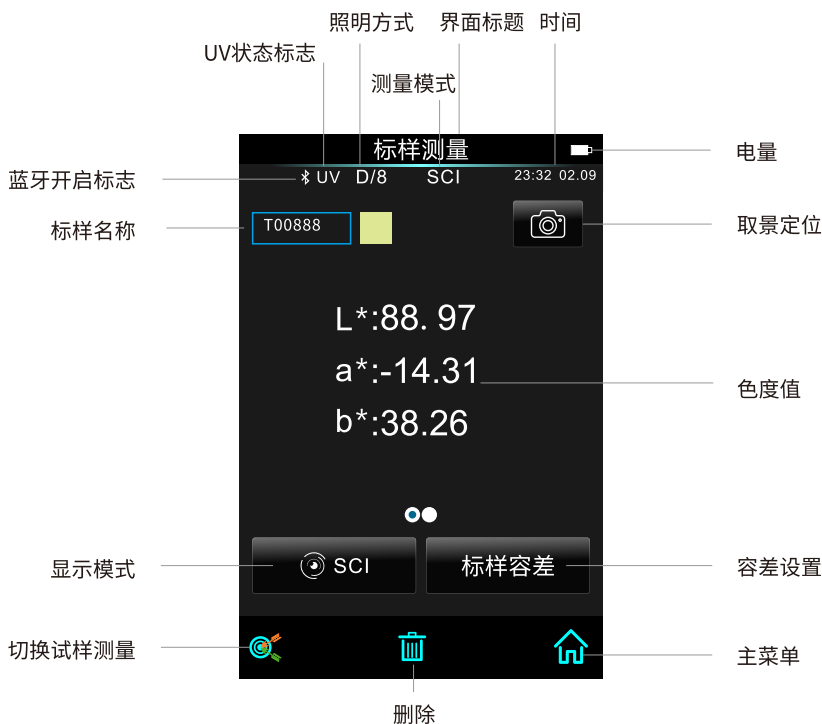 照明方式 界面标题 时间
UV状态标志
测量模式
标样测量
电量
蓝牙开启标志
UV D/8 SCI 23:32 02.09
标样名称
T00888
取景定位
L*:88.97
a*:-14.31
色度值
b*:38.26
显示模式
SCI
标样容差
容差设置
切换试样测量
主菜单
删除